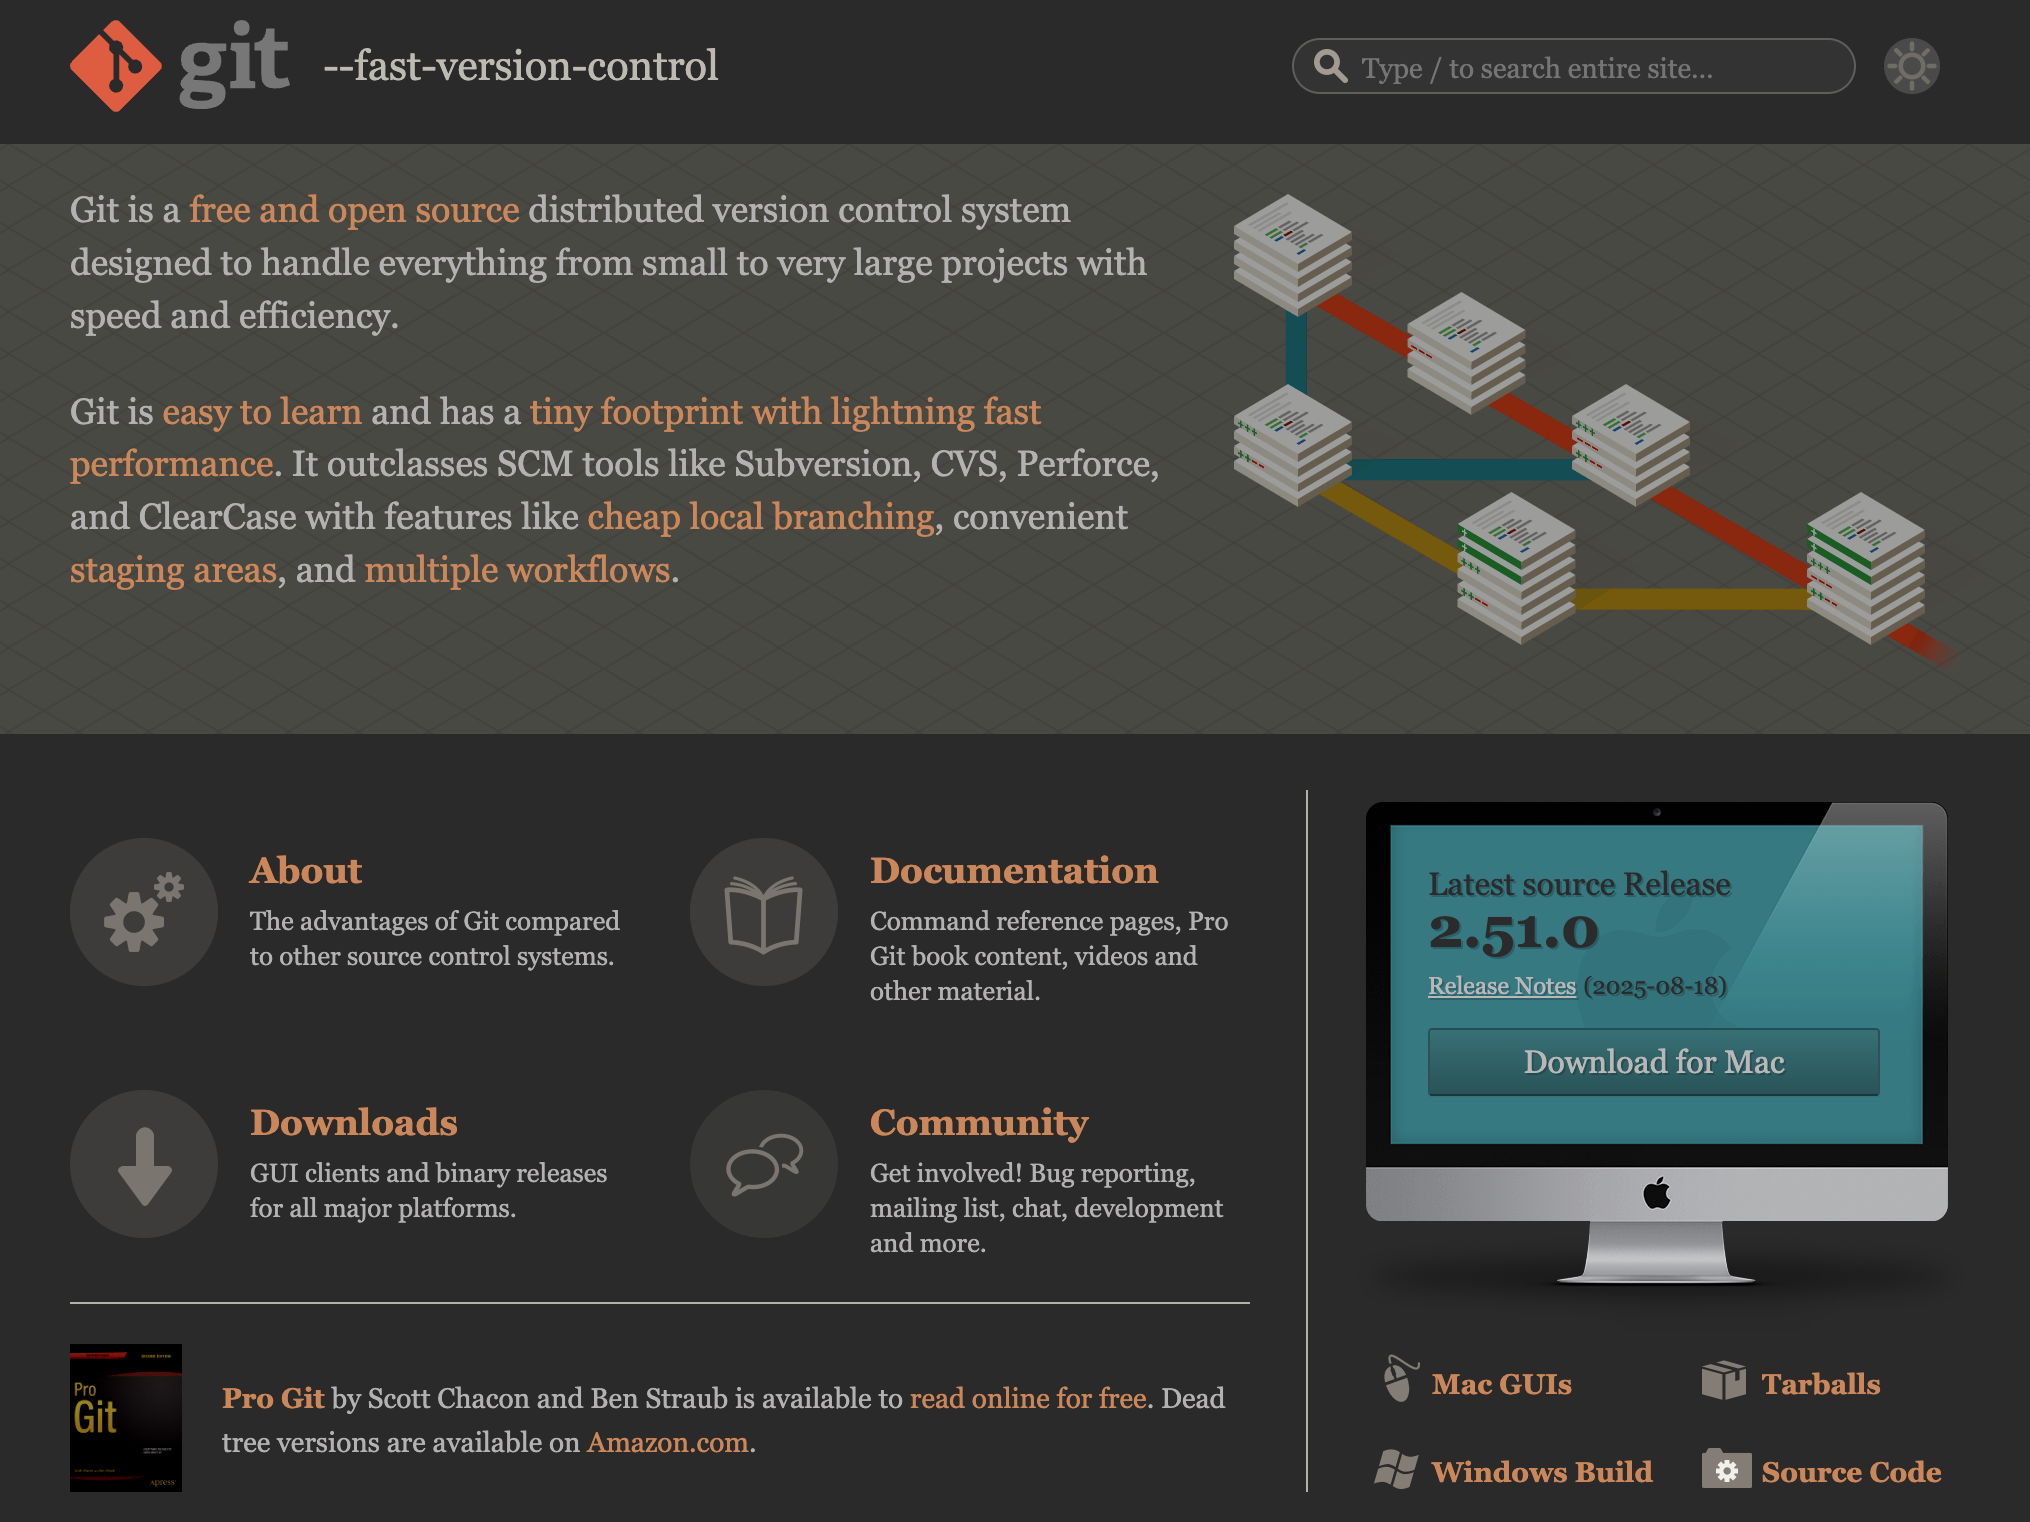 git --fast-version-control
Type / to search entire site...
Git is a free and open source distributed version control system
designed to handle everything from small to very large projects with
speed and efficiency.
Git is easy to learn and has a tiny footprint with lightning fast
performance. It outclasses SCM tools like Subversion, CVS, Perforce,
and ClearCase with features like cheap local branching, convenient
staging areas, and multiple workflows.
About
The advantages of Git compared
to other source control systems.
Documentation
Command reference pages, Pro
Git book content, videos and
other material.
Downloads
GUI clients and binary releases
for all major platforms.
Community
Get involved! Bug reporting,
mailing list, chat, development
and more.
Pro
Git
Apress
Pro Git by Scott Chacon and Ben Straub is available to read online for free. Dead
tree versions are available on Amazon.com.
Latest source Release
2.51.0
Release Notes (2025-08-18)
Download for Mac
Mac GUIs
Tarballs
Windows Build
Source Code